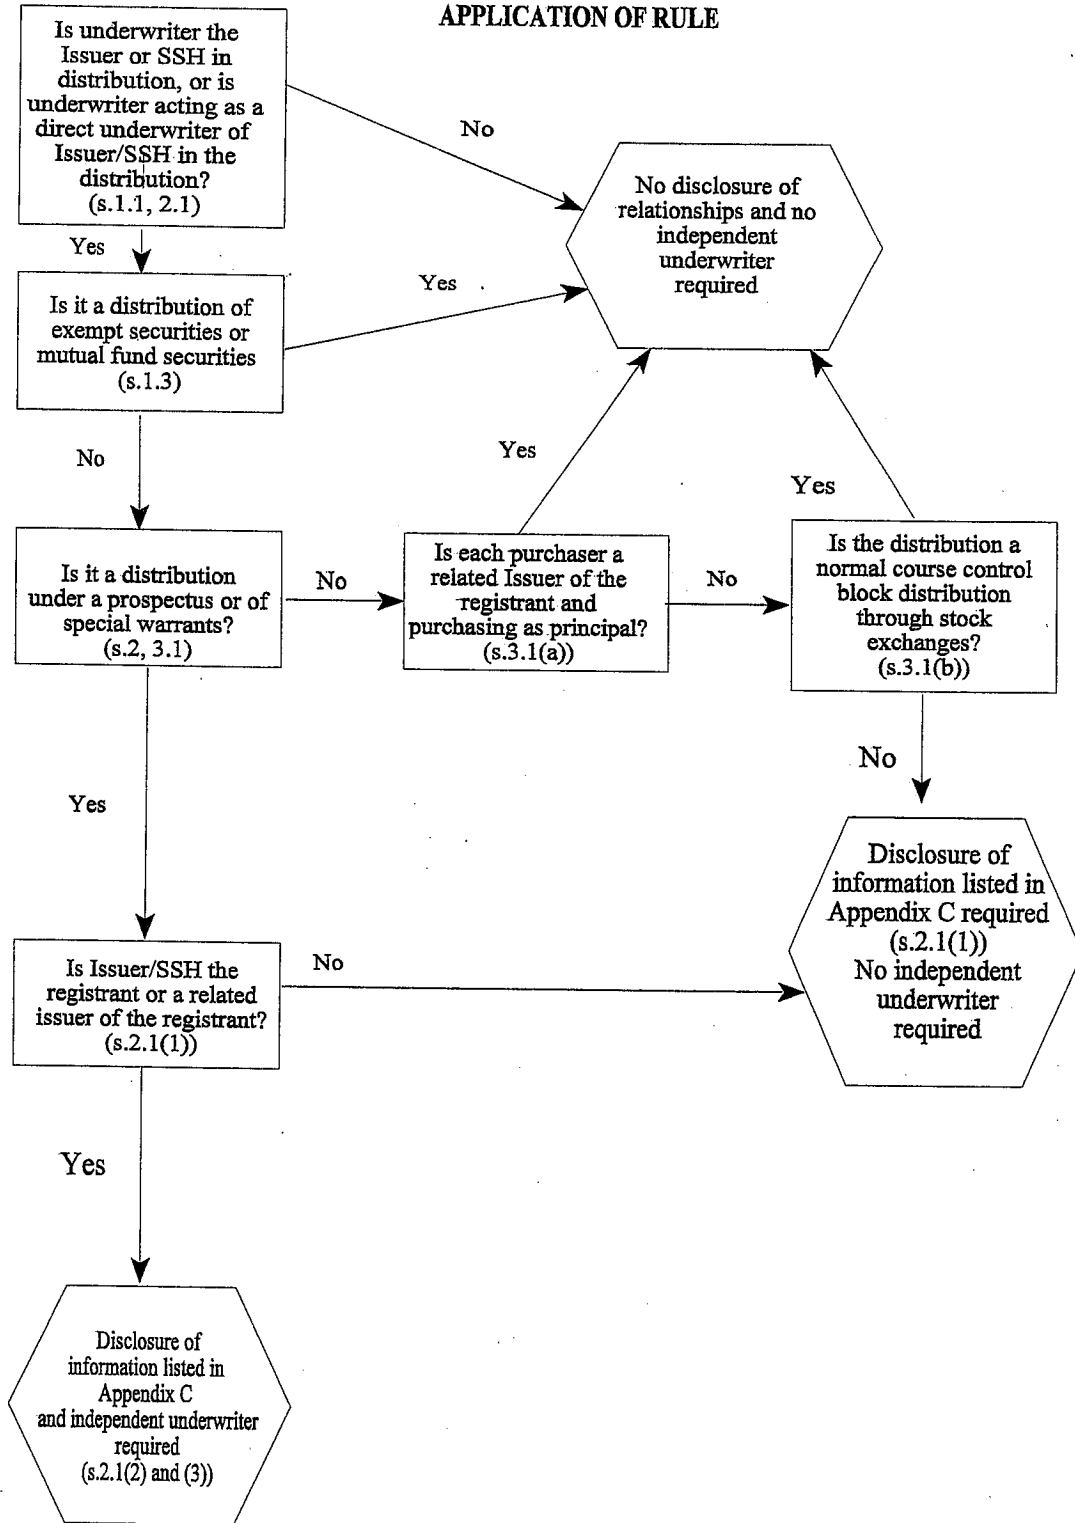 APPLICATION OF RULE
Is underwriter the
Issuer or SSH in
distribution, or is
underwriter acting as a
direct underwriter of
Issuer/SSH in the
distribution?
(s.1.1, 2.1)
No
Yes
No disclosure of
relationships and no
independent
underwriter
required
Is it a distribution of
exempt securities or
mutual fund securities
(s.1.3)
Yes
No
Yes
Yes
Is it a distribution
under a prospectus or of
special warrants?
(s.2, 3.1)
No
Is each purchaser a
related Issuer of the
registrant and
purchasing as principal?
(s.3.1(a))
No
Is the distribution a
normal course control
block distribution
through stock
exchanges?
(s.3.1(b))
No
Yes
Disclosure of
information listed in
Appendix C required
(s.2.1(1))
No independent
underwriter
required
Is Issuer/SSH the
registrant or a related
issuer of the registrant?
(s.2.1(1))
No
Yes
Disclosure of
information listed in
Appendix C
and independent underwriter
required
(s.2.1(2) and (3))